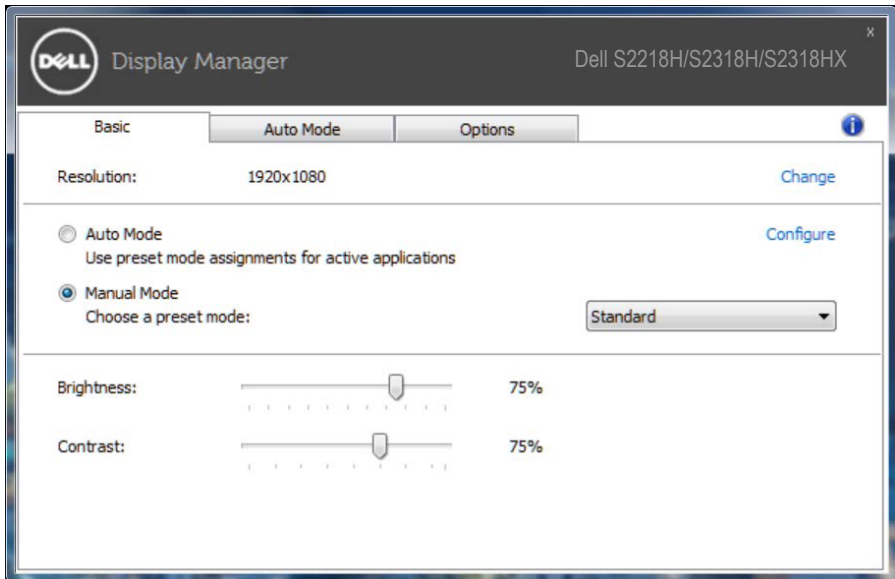 x
DELL Display Manager Dell S2218H/S2318H/S2318HX
Basic Auto Mode Options i
Resolution: 1920x1080 Change
Auto Mode Configure
Use preset mode assignments for active applications
Manual Mode
Choose a preset mode: Standard
Brightness: 75%
Contrast: 75%